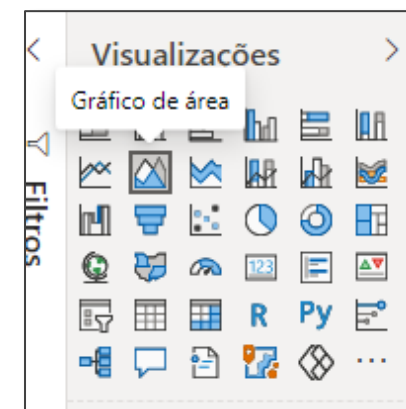 Visualizações
Gráfico de área
Filtros
123
R
Py